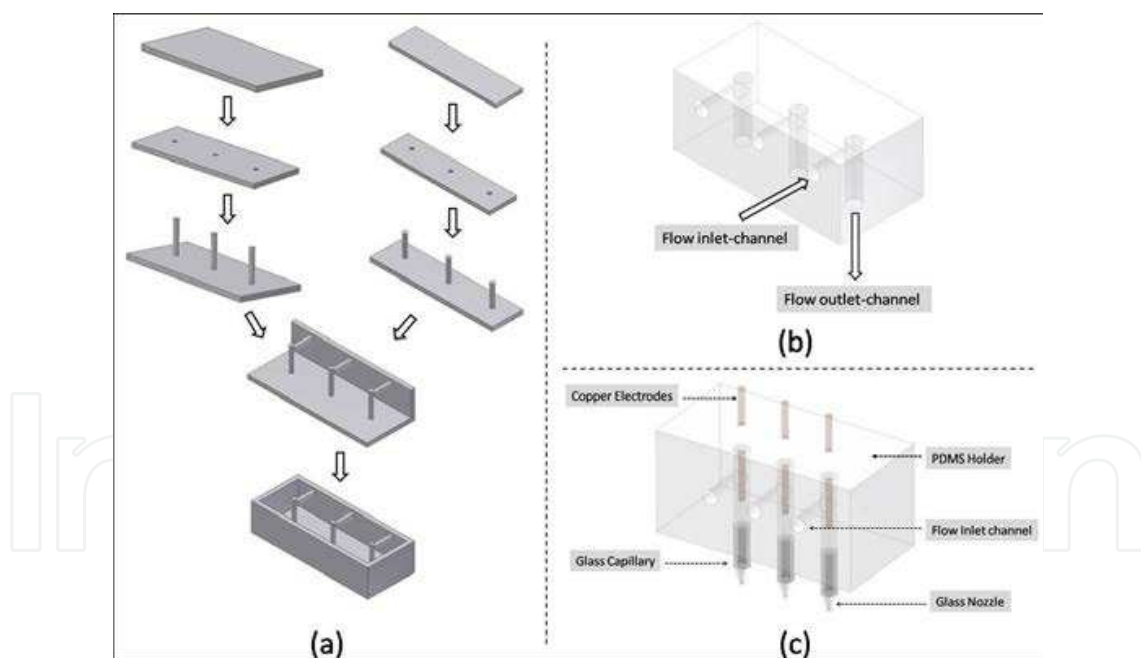 Flow inlet-channel
Flow outlet-channel
(b)
Copper Electrodes
PDMS Holder
Flow Inlet channel
Glass Capillary
Glass Nozzle
(a)
(c)